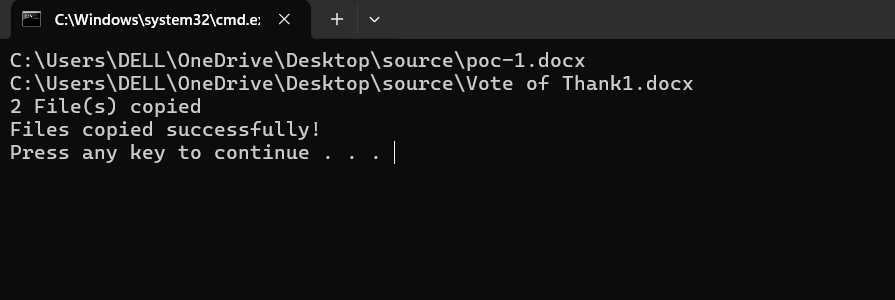 C:\Windows\system32\cmd.e
C:\Users\DELL\OneDrive\Desktop\source\poc-1.docx
C:\Users\DELL\OneDrive\Desktop\source\Vote of Thank1.docx
2 File(s) copied
Files copied successfully!
Press any key to continue . . .